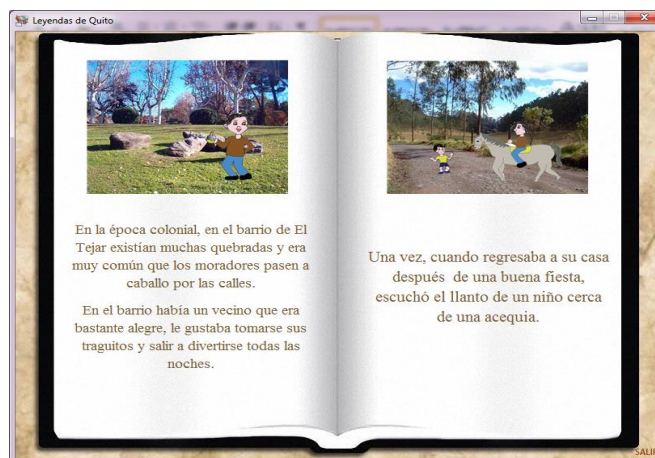 Leyendas de Quito
En la época colonial, en el barrio de El
Tejar existían muchas quebradas y era
muy común que los moradores pasen a
caballo por las calles.
En el barrio había un vecino que era
bastante alegre, le gustaba tomarse sus
traguitos y salir a divertirse todas las
noches.
Una vez, cuando regresaba a su casa
después de una buena fiesta,
escuchó el llanto de un niño cerca
de una acequia.
SALIR